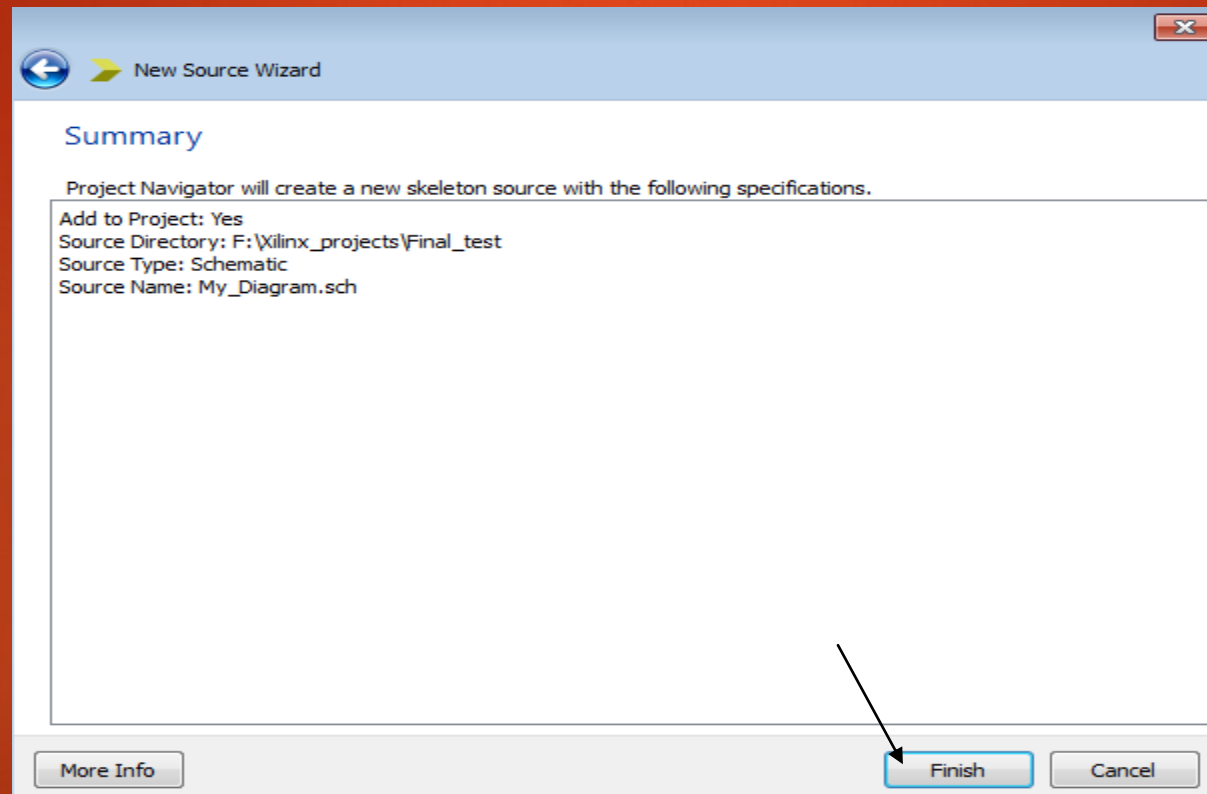 New Source Wizard
Summary
Project Navigator will create a new skeleton source with the following specifications.
Add to Project: Yes
Source Directory: F:\Xilinx_projects\Final_test
Source Type: Schematic
Source Name: My_Diagram.sch
More Info
Finish
Cancel